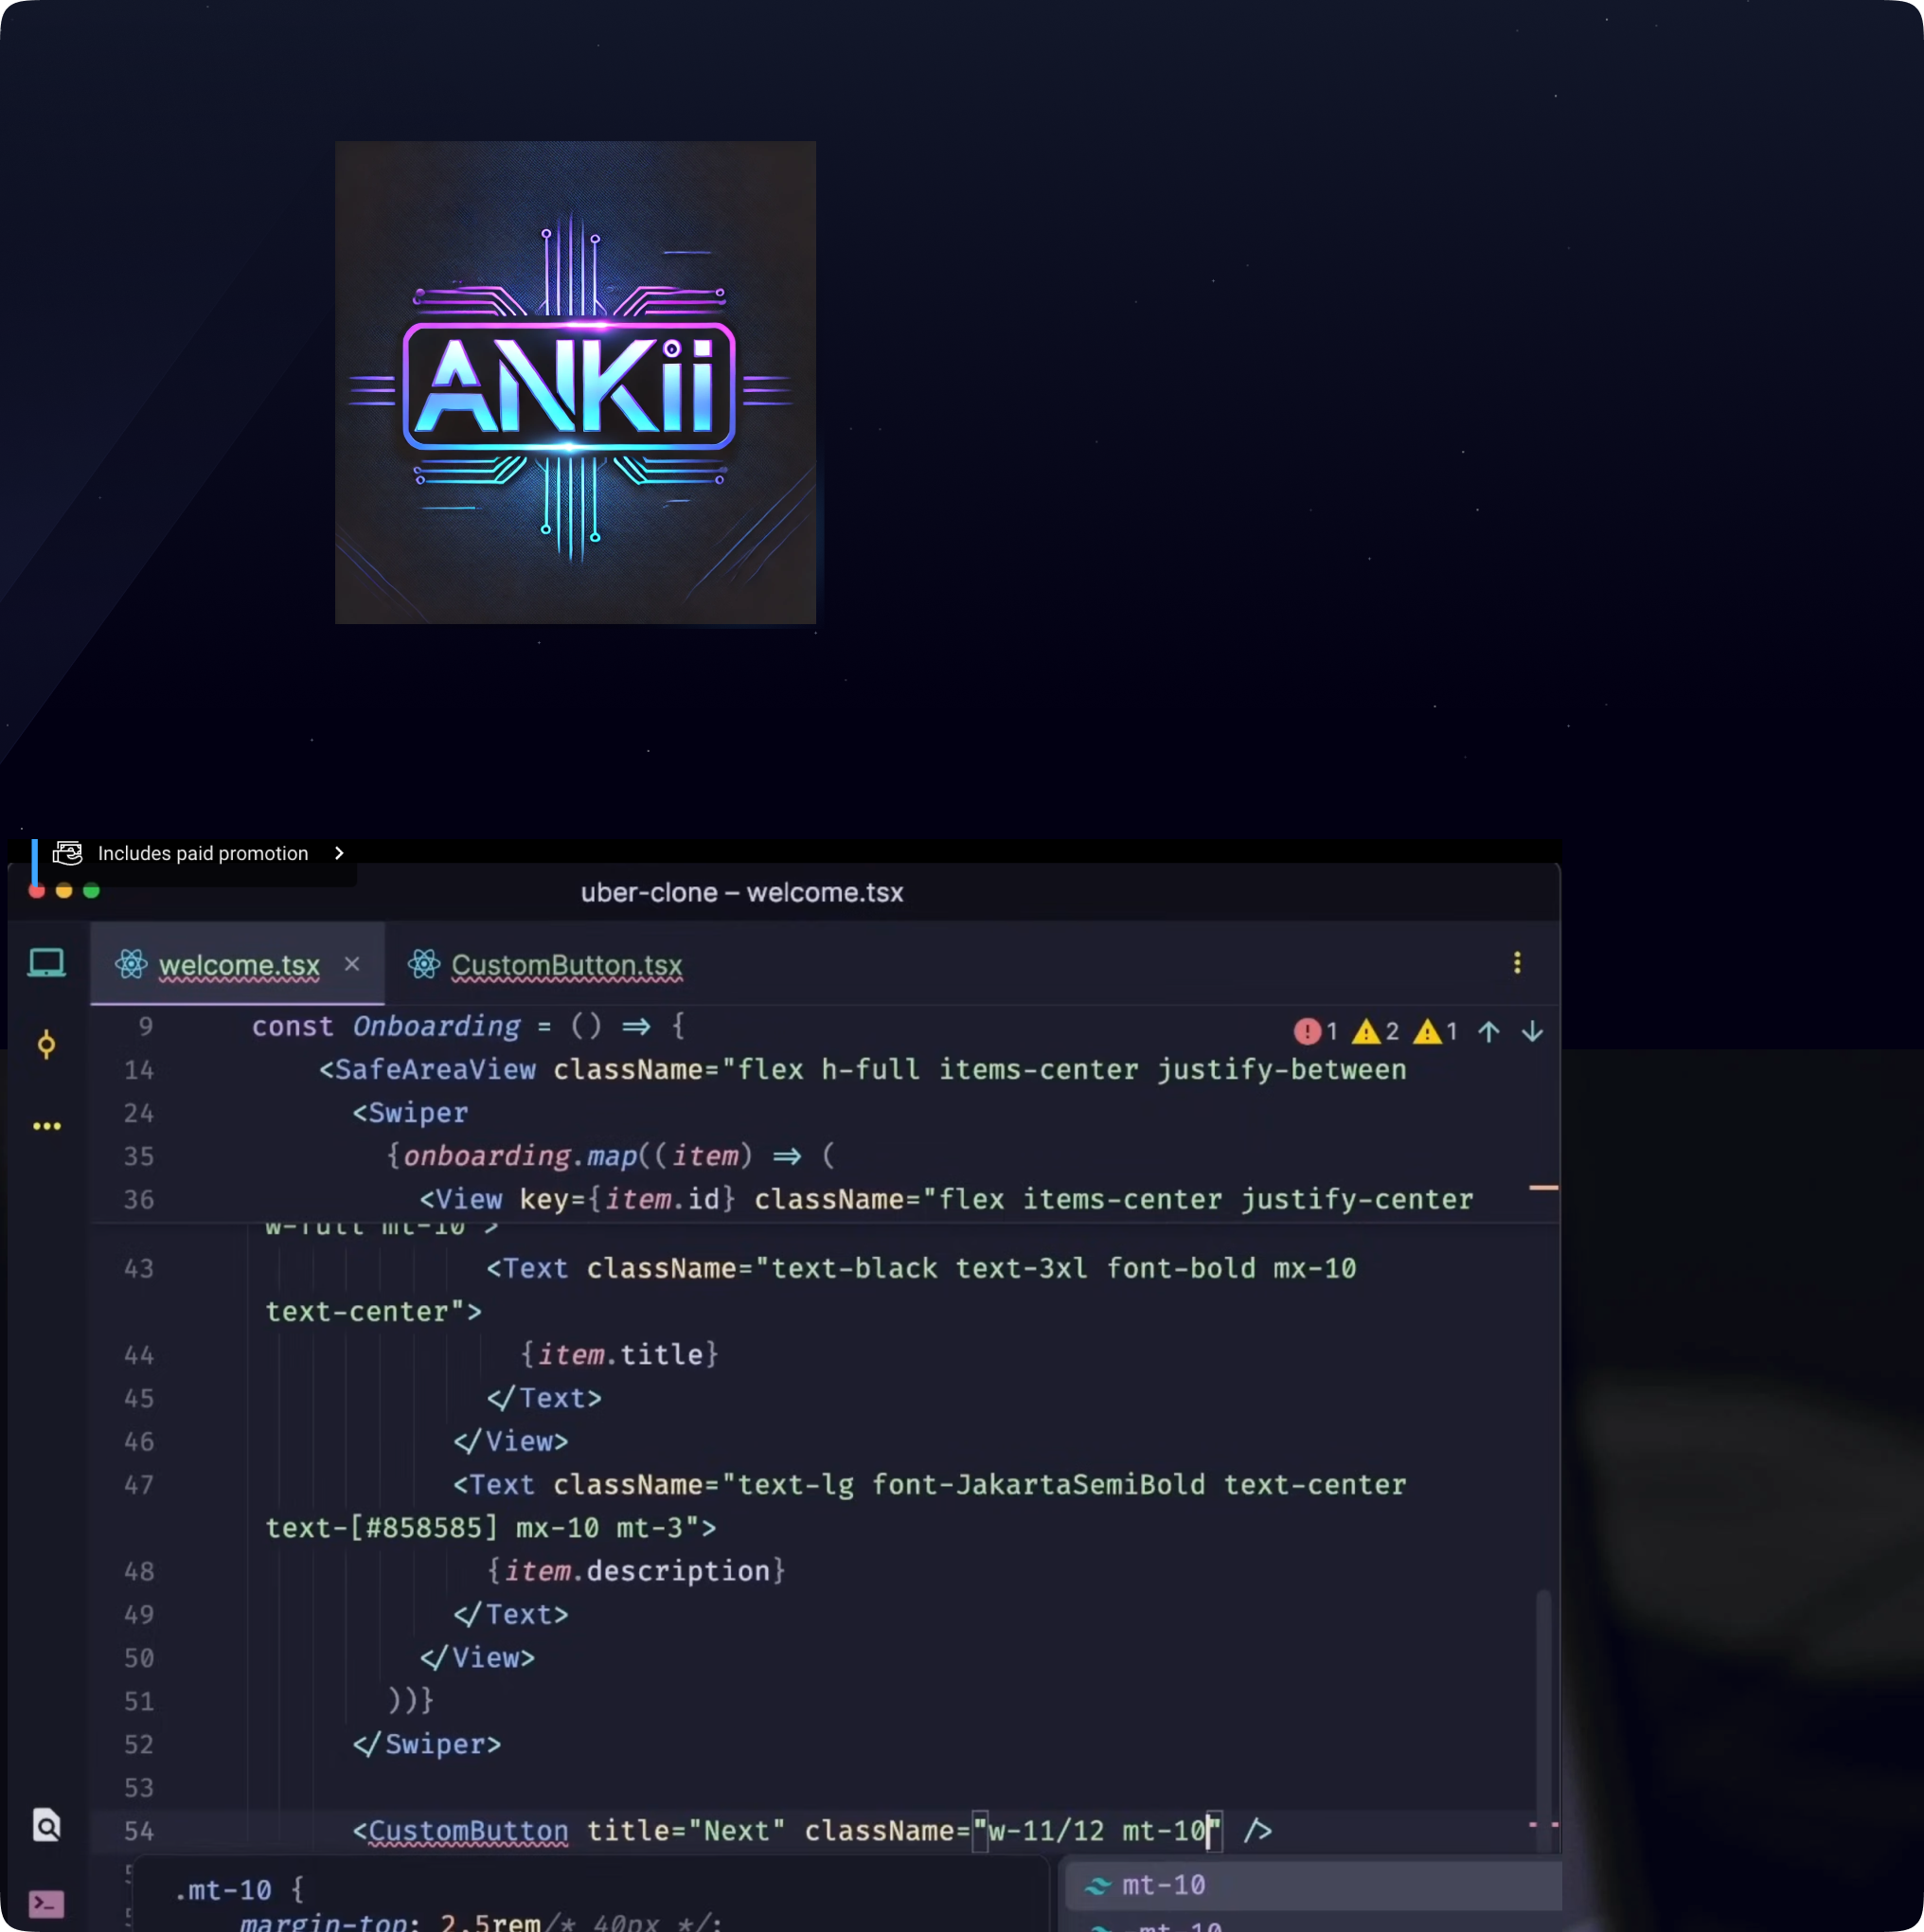 ANKii
Includes paid promotion
uber-clone – welcome.tsx
welcome.tsx CustomButton.tsx
9 const Onboarding = () => {
1 2 1
14 <SafeAreaView className="flex h-full items-center justify-between
24 <Swiper
35 {onboarding.map((item) => (
36 <View key={item.id} className="flex items-center justify-center
w-full mt-10">
43 <Text className="text-black text-3xl font-bold mx-10
text-center">
44 {item.title}
45 </Text>
46 </View>
47 <Text className="text-lg font-JakartaSemiBold text-center
text-[#858585] mx-10 mt-3">
48 {item.description}
49 </Text>
50 </View>
51 ))}
52 </Swiper>
53
54 <CustomButton title="Next" className="w-11/12 mt-10" />
.mt-10 {
margin-top: 2.5rem/* 40px */;
mt-10
-mt-10